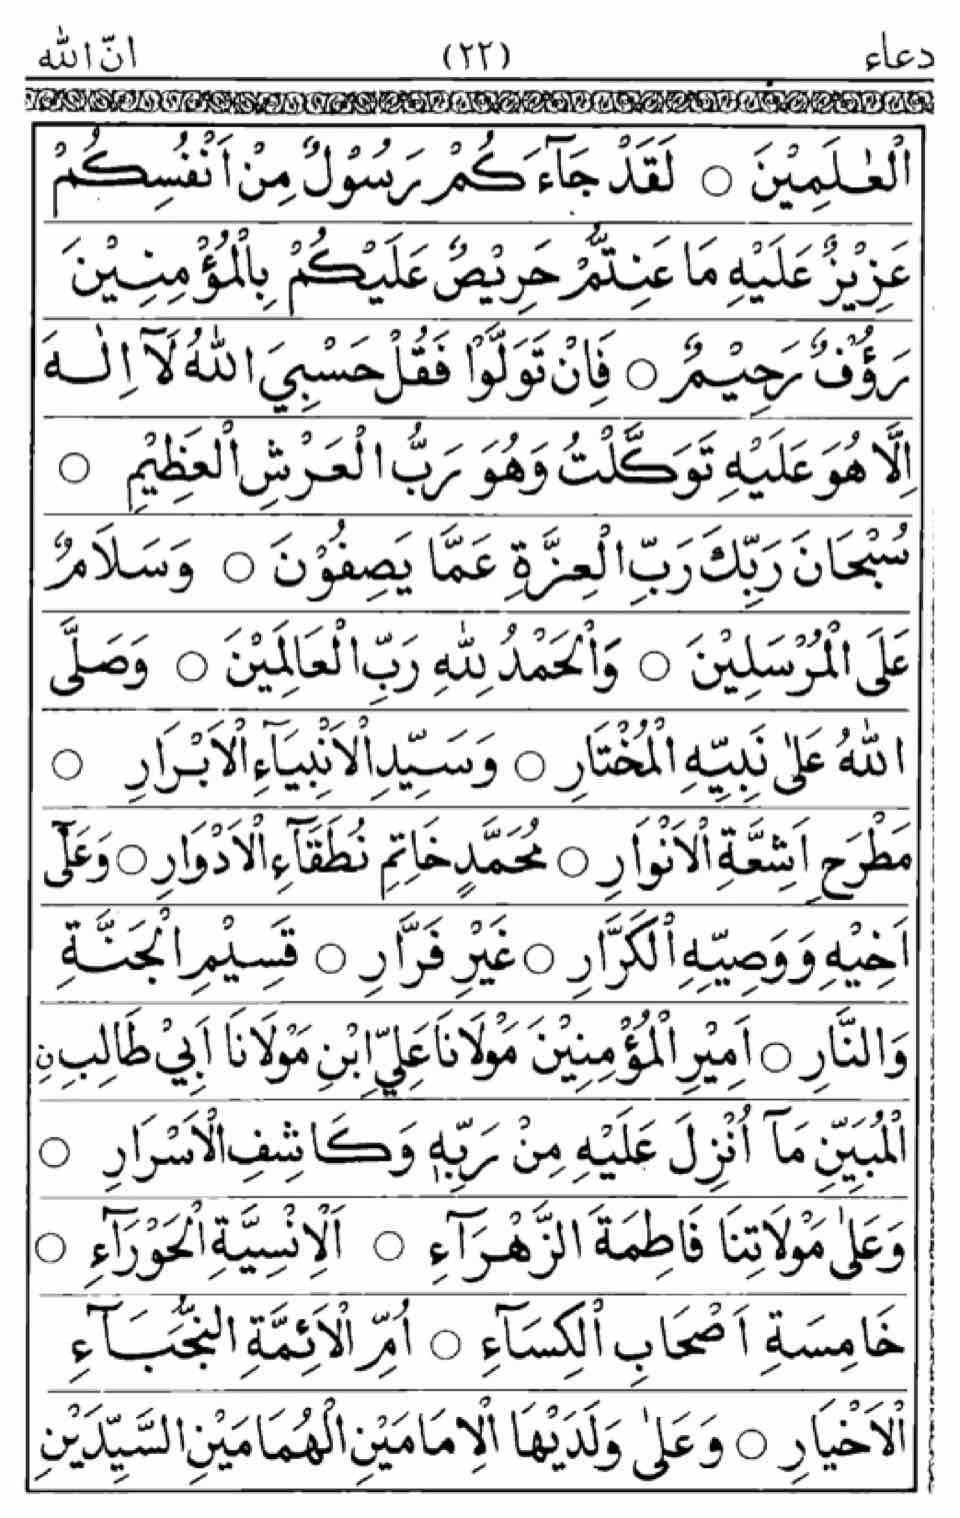 دعاء (٢٢) انّ الله
الْعٰلَمِيْنَ ○ لَقَدْ جَآءَكُمْ رَسُوْلٌ مِنْ اَنْفُسِكُمْ
عَزِيْزٌ عَلَيْهِ مَا عَنِتُّمْ حَرِيْصٌ عَلَيْكُمْ بِالْمُؤْمِنِيْنَ
رَؤُفٌ رَحِيْمٌ ○ فَاِنْ تَوَلَّوْا فَقُلْ حَسْبِيَ اللهُ لَآ اِلٰهَ
اِلَّا هُوَ عَلَيْهِ تَوَكَّلْتُ وَهُوَ رَبُّ الْعَرْشِ الْعَظِيْمِ ○
سُبْحَانَ رَبِّكَ رَبِّ الْعِزَّةِ عَمَّا يَصِفُوْنَ ○ وَسَلَامٌ
عَلَى الْمُرْسَلِيْنَ ○ وَالْحَمْدُ لِلّٰهِ رَبِّ الْعَالَمِيْنَ ○ وَصَلَّى
اللهُ عَلٰى نَبِيِّهِ الْمُخْتَارِ ○ وَسَيِّدِ الْاَنْبِيَآءِ الْاَبْرَارِ ○
مَطْرَحِ اَشِعَّةِ الْاَنْوَارِ ○ مُحَمَّدٍ خَاتِمِ نُطَقَآءِ الْاَدْوَارِ ○ وَعَلٰٓى
اَخِيْهِ وَوَصِيِّهِ الْكَرَّارِ ○ غَيْرِ فَرَّارِ ○ قَسِيْمِ الْجَنَّةِ
وَالنَّارِ ○ اَمِيْرِ الْمُؤْمِنِيْنَ مَوْلَانَا عَلِيِّ ابْنِ مَوْلَانَا اَبِيْ طَالِبِ نِ
الْمُبَيِّنِ مَآ اُنْزِلَ عَلَيْهِ مِنْ رَبِّهٖ وَكَاشِفِ الْاَسْرَارِ ○
وَعَلٰى مَوْلَاتِنَا فَاطِمَةَ الزَّهْرَآءِ ○ اَلْاِنْسِيَّةِ الْحَوْرَآءِ ○
خَامِسَةِ اَصْحَابِ الْكِسَآءِ ○ اُمِّ الْاَئِمَّةِ النُّجَبَآءِ
الْاَخْيَارِ ○ وَعَلٰى وَلَدَيْهَا الْاِمَامَيْنِ الْهُمَامَيْنِ السَّيِّدَيْنِ